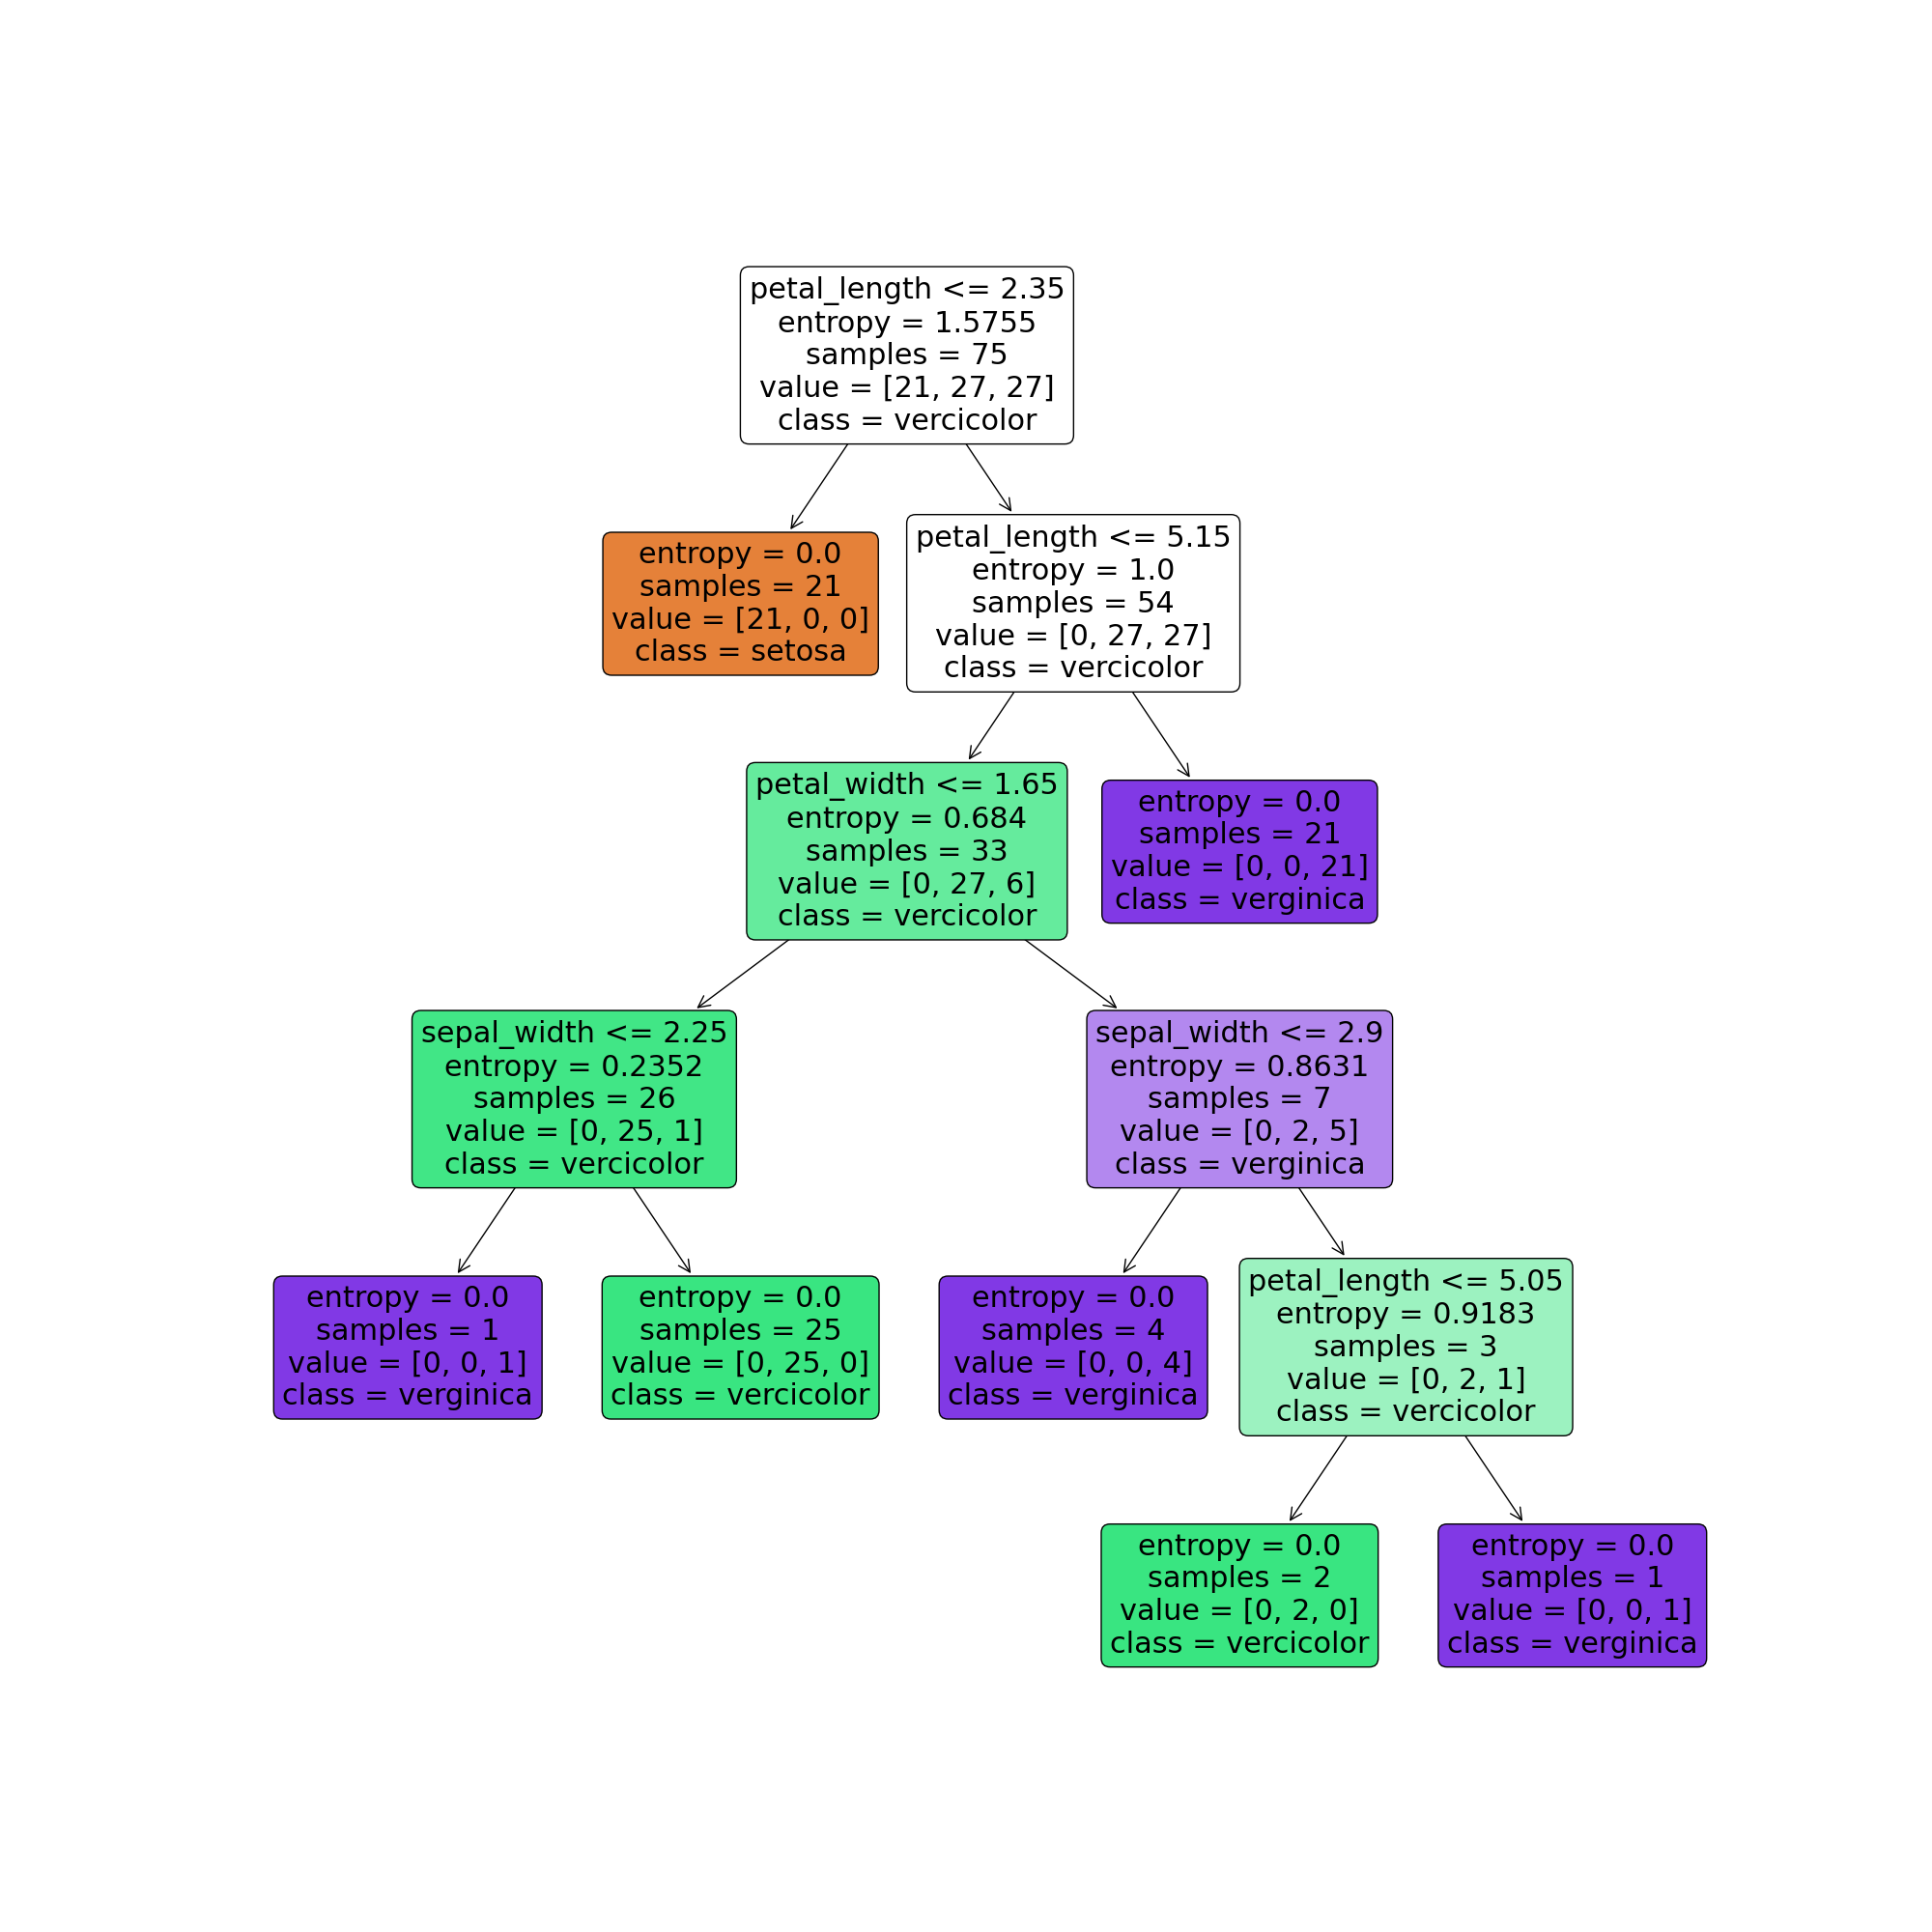 petal_length <= 2.35
entropy = 1.5755
samples = 75
value = [21, 27, 27]
class = vercicolor
entropy = 0.0
samples = 21
value = [21, 0, 0]
class = setosa
petal_length <= 5.15
entropy = 1.0
samples = 54
value = [0, 27, 27]
class = vercicolor
petal_width <= 1.65
entropy = 0.684
samples = 33
value = [0, 27, 6]
class = vercicolor
entropy = 0.0
samples = 21
value = [0, 0, 21]
class = verginica
sepal_width <= 2.25
entropy = 0.2352
samples = 26
value = [0, 25, 1]
class = vercicolor
sepal_width <= 2.9
entropy = 0.8631
samples = 7
value = [0, 2, 5]
class = verginica
entropy = 0.0
samples = 1
value = [0, 0, 1]
class = verginica
entropy = 0.0
samples = 25
value = [0, 25, 0]
class = vercicolor
entropy = 0.0
samples = 4
value = [0, 0, 4]
class = verginica
petal_length <= 5.05
entropy = 0.9183
samples = 3
value = [0, 2, 1]
class = vercicolor
entropy = 0.0
samples = 2
value = [0, 2, 0]
class = vercicolor
entropy = 0.0
samples = 1
value = [0, 0, 1]
class = verginica